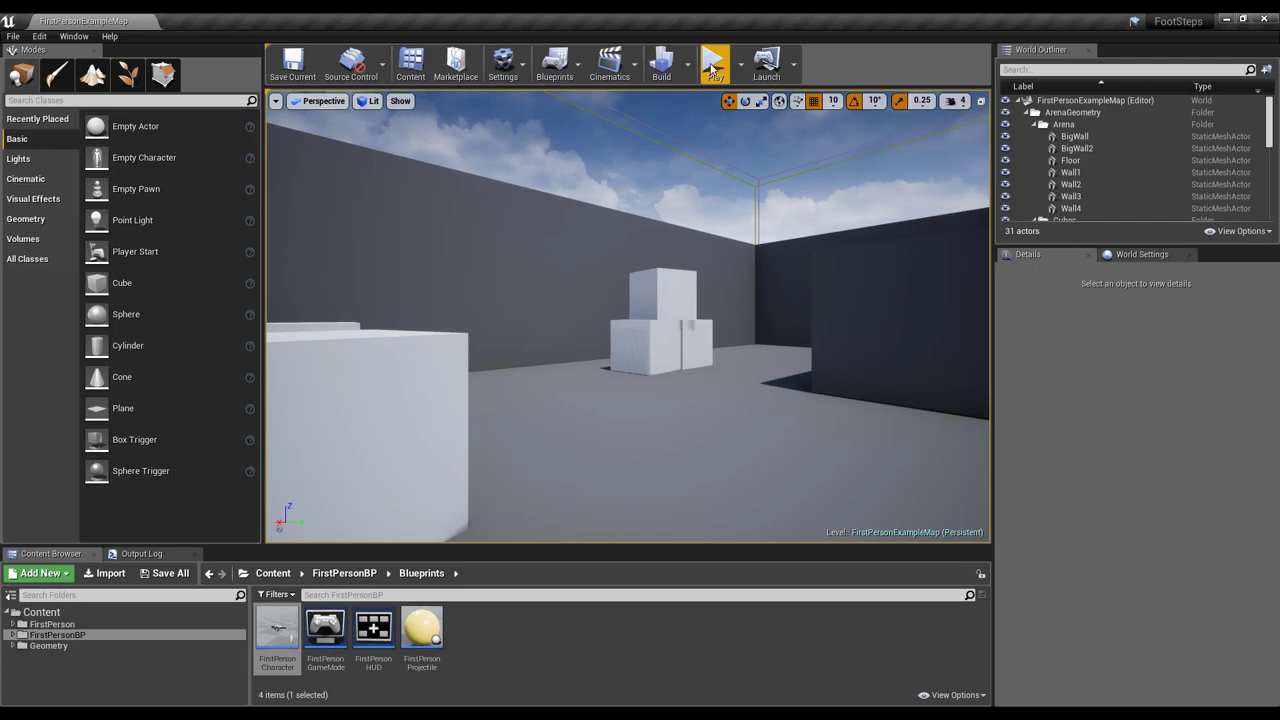 FirstPersonExampleMap
FootSteps
File Edit Window Help
Modes
Search Classes
Recently Placed
Basic
Lights
Cinematic
Visual Effects
Geometry
Volumes
All Classes
Empty Actor
Empty Character
Empty Pawn
Point Light
Player Start
Cube
Sphere
Cylinder
Cone
Plane
Box Trigger
Sphere Trigger
Save Current Source Control Content Marketplace Settings Blueprints Cinematics Build Play Launch
Perspective Lit Show
10 10° 0.25 4
Z
X
Y
Level: FirstPersonExampleMap (Persistent)
World Outliner
Search...
Label Type
FirstPersonExampleMap (Editor) World
ArenaGeometry Folder
Arena Folder
BigWall StaticMeshActor
BigWall2 StaticMeshActor
Floor StaticMeshActor
Wall1 StaticMeshActor
Wall2 StaticMeshActor
Wall3 StaticMeshActor
Wall4 StaticMeshActor
31 actors View Options
Details World Settings
Select an object to view details.
Content Browser Output Log
Add New Import Save All Content FirstPersonBP Blueprints
Search Folders
Content
FirstPerson
FirstPersonBP
Geometry
Filters Search FirstPersonBP
FirstPerson
Character
FirstPerson
GameMode
FirstPerson
HUD
FirstPerson
Projectile
4 items (1 selected) View Options